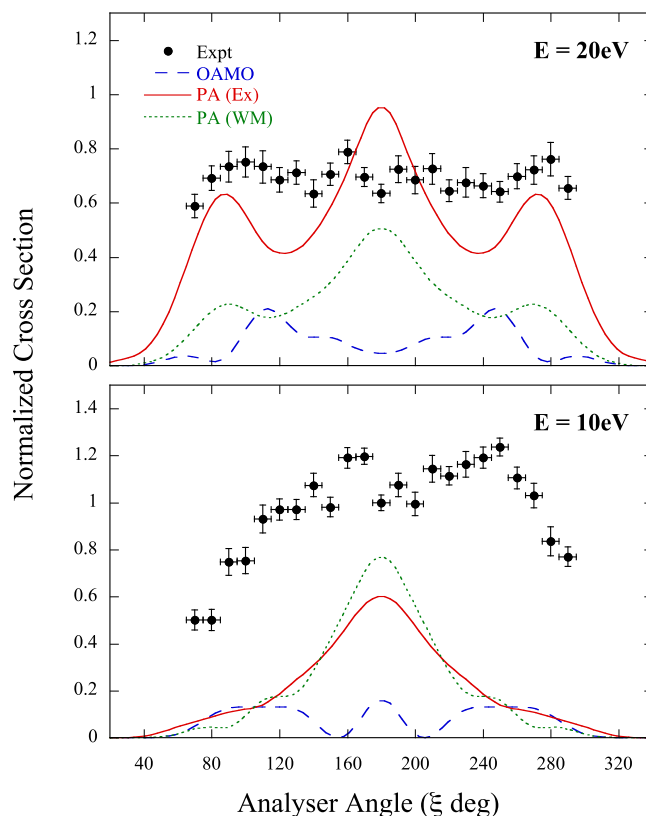 1.2
1
0.8
0.6
0.4
0.2
0
E = 20eV
Expt
OAMO
PA (Ex)
PA (WM)
Normalized Cross Section
1.4
1.2
1
0.8
0.6
0.4
0.2
0
E = 10eV
40 80 120 160 200 240 280 320
Analyser Angle (ξ deg)